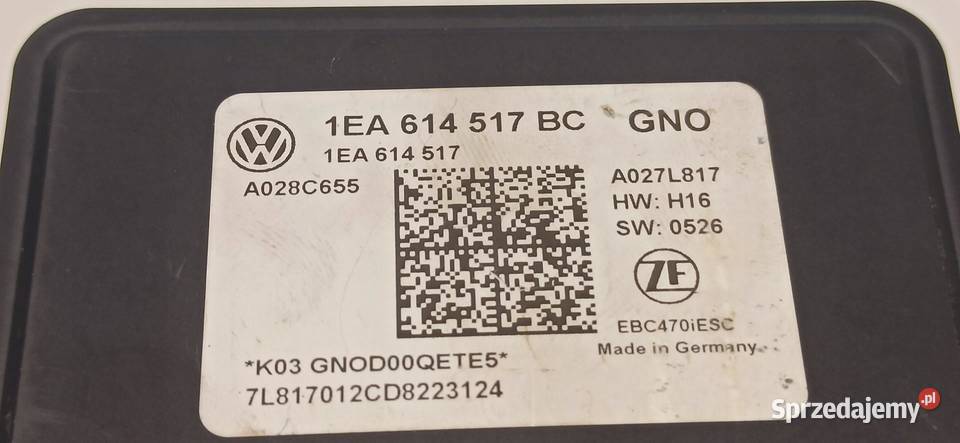 1EA 614 517 BC GNO
1EA 614 517
A028C655
A027L817
HW: H16
SW: 0526
ZF
EBC470iESC
Made in Germany
*K03 GNOD00QETE5*
7L817012CD8223124
Sprzedajemy.pl